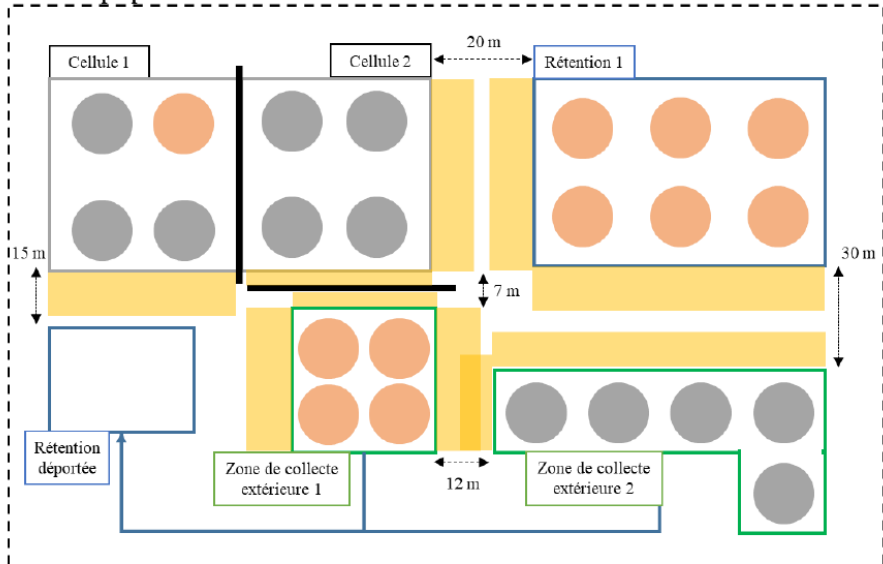 20 m
Cellule 1
Cellule 2
Rétention 1
15 m
30 m
7 m
Rétention
déportée
Zone de collecte
extérieure 1
12 m
Zone de collecte
extérieure 2